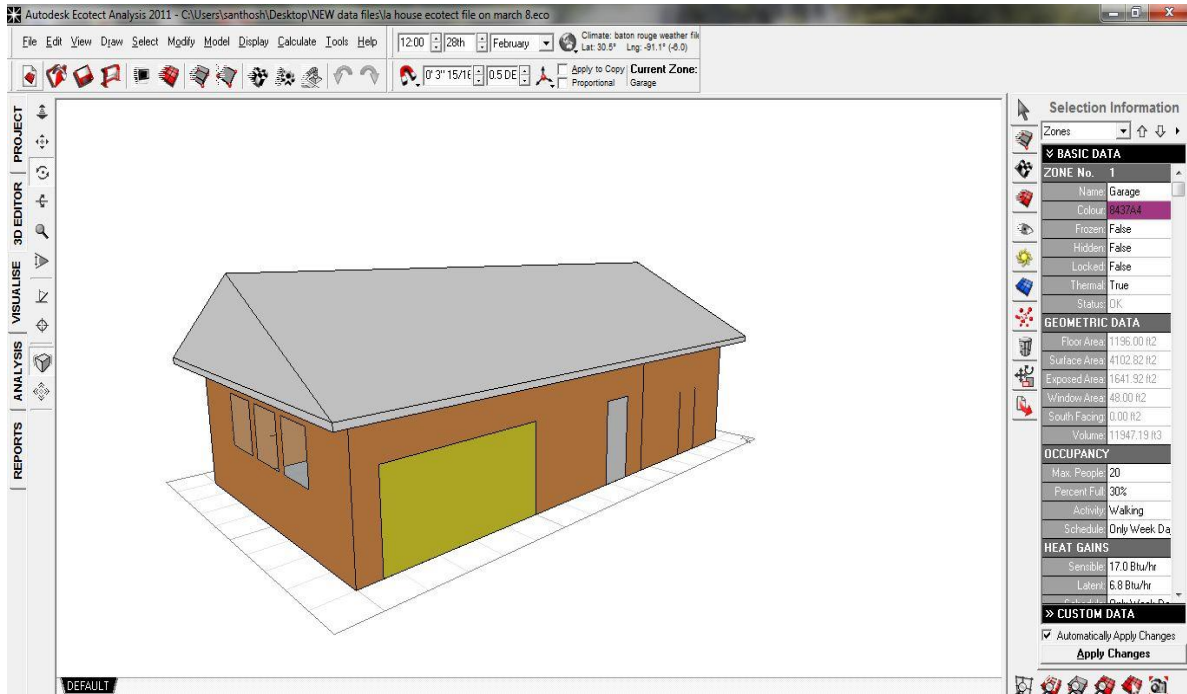 Autodesk Ecotect Analysis 2011 - C:\Users\santhosh\Desktop\NEW data files\la house ecotect file on march 8.eco
File Edit View Draw Select Modify Model Display Calculate Tools Help
12:00 28th February
Climate: baton rouge weather file
Lat: 30.5° Lng: -91.1° (-6.0)
0' 3" 15/16 0.5 DE
Apply to Copy
Proportional
Current Zone:
Garage
PROJECT
3D EDITOR
VISUALISE
ANALYSIS
REPORTS
DEFAULT
Selection Information
Zones
BASIC DATA
ZONE No. 1
Name: Garage
Colour: 8437A4
Frozen: False
Hidden: False
Locked: False
Thermal: True
Status: OK
GEOMETRIC DATA
Floor Area: 1196.00 ft2
Surface Area: 4102.82 ft2
Exposed Area: 1641.92 ft2
Window Area: 48.00 ft2
South Facing: 0.00 ft2
Volume: 11947.19 ft3
OCCUPANCY
Max. People: 20
Percent Full: 30%
Activity: Walking
Schedule: Only Week Da
HEAT GAINS
Sensible: 17.0 Btu/hr
Latent: 6.8 Btu/hr
CUSTOM DATA
Automatically Apply Changes
Apply Changes